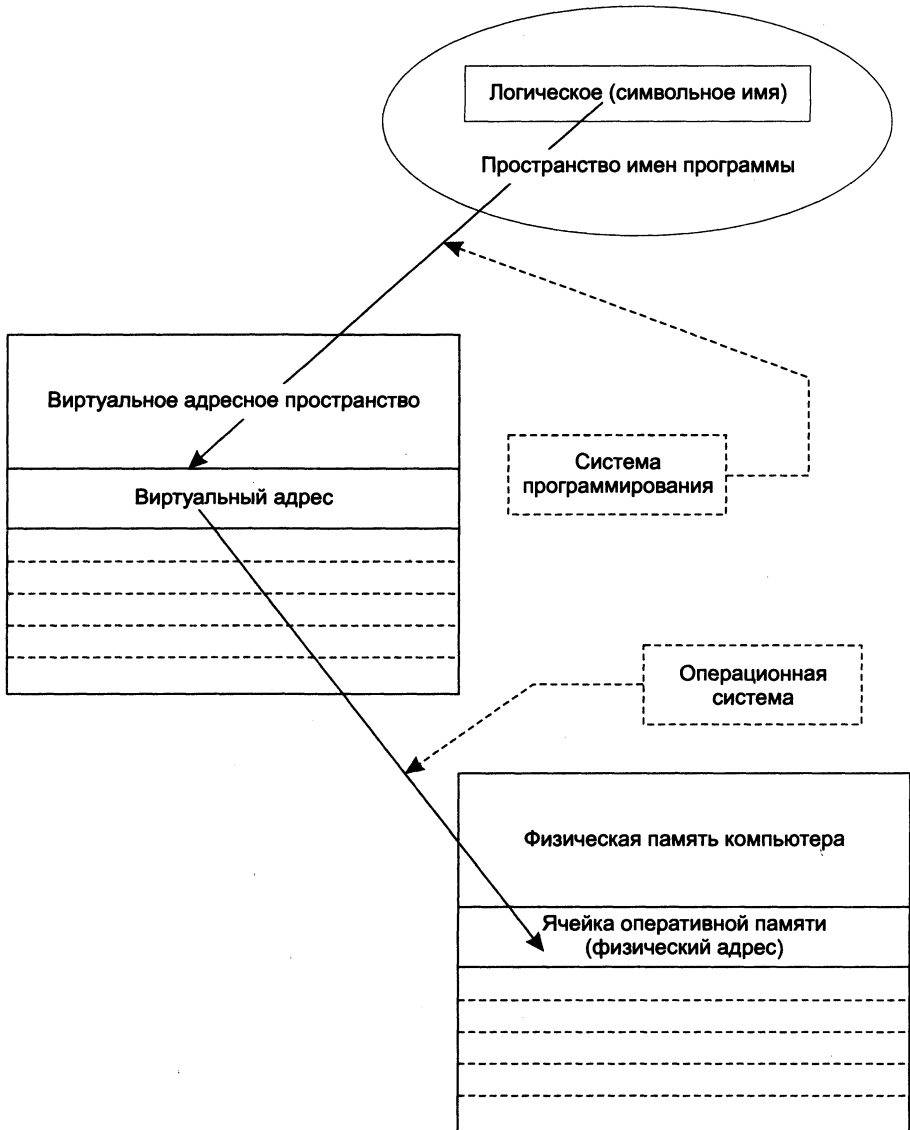 Логическое (символьное имя)
Пространство имен программы
Виртуальное адресное пространство
Виртуальный адрес
Система
программирования
Операционная
система
Физическая память компьютера
Ячейка оперативной памяти
(физический адрес)